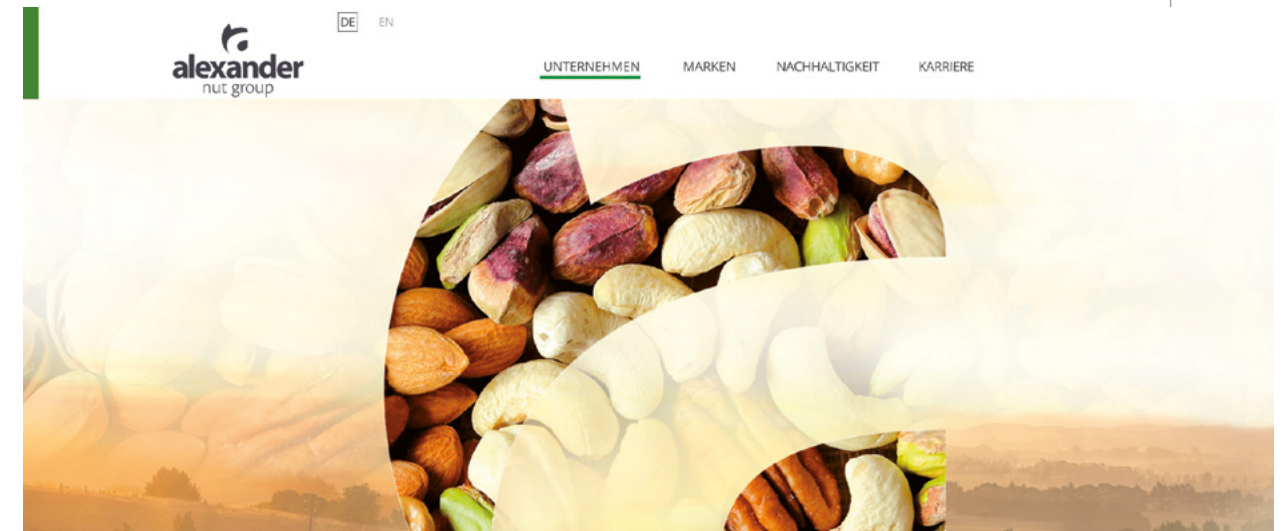 DE EN
alexander
nut group
UNTERNEHMEN MARKEN NACHHALTIGKEIT KARRIERE